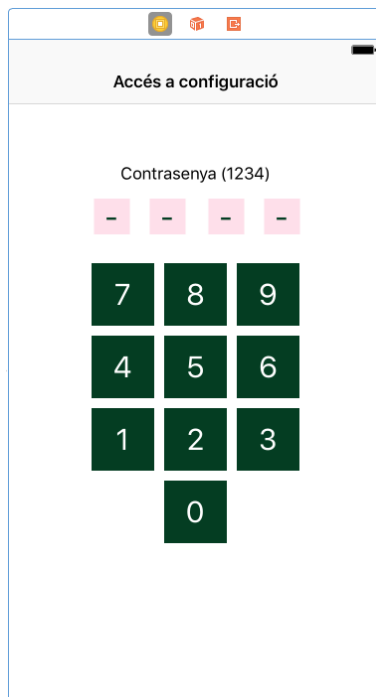 Accés a configuració
Contrasenya (1234)
- - - -
7 8 9
4 5 6
1 2 3
0